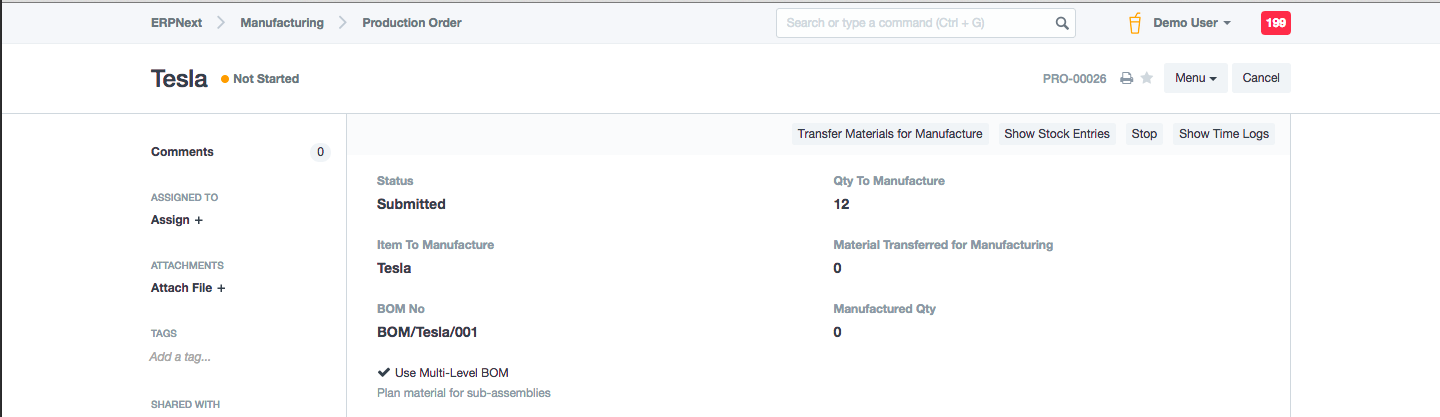 ERPNext Manufacturing Production Order Search or type a command (Ctrl + G) Demo User 199
Tesla Not Started PRO-00026 Menu Cancel
Transfer Materials for Manufacture Show Stock Entries Stop Show Time Logs
Comments 0
ASSIGNED TO
Assign +
ATTACHMENTS
Attach File +
TAGS
Add a tag...
SHARED WITH
Status
Submitted
Item To Manufacture
Tesla
BOM No
BOM/Tesla/001
Use Multi-Level BOM
Plan material for sub-assemblies
Qty To Manufacture
12
Material Transferred for Manufacturing
0
Manufactured Qty
0